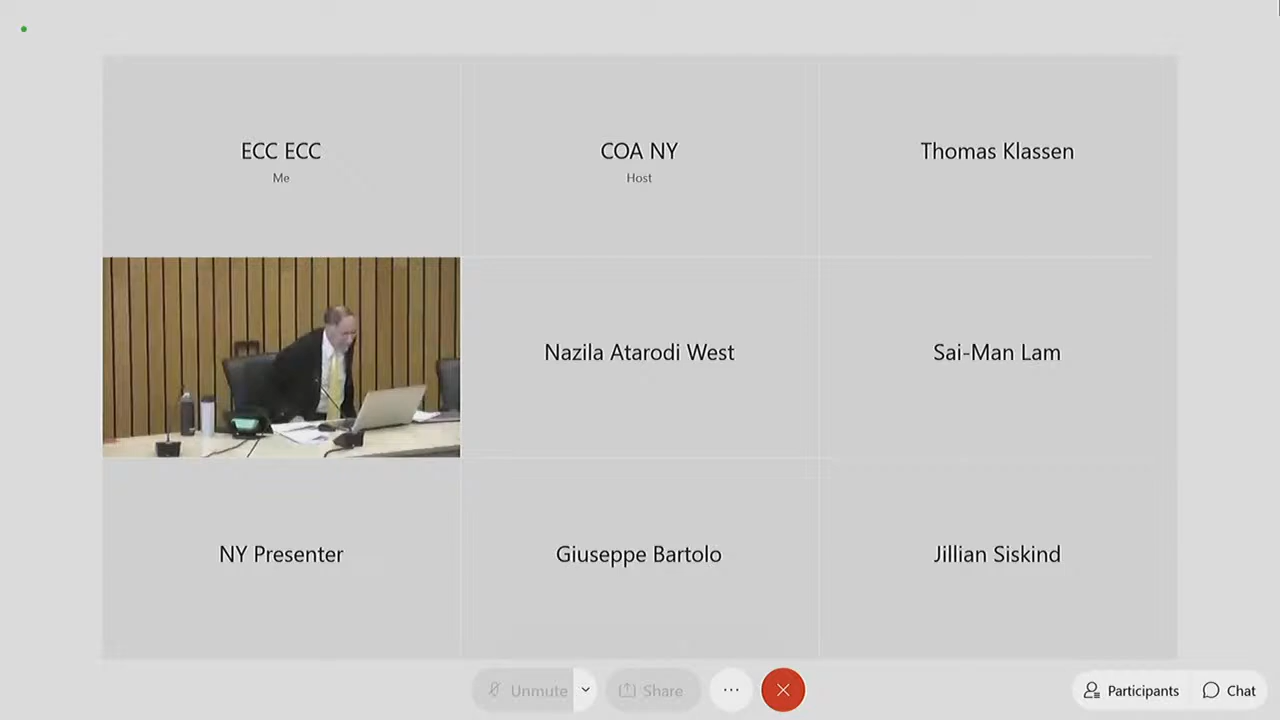 ECC ECC
Me
COA NY
Host
Thomas Klassen
Nazila Atarodi West
Sai-Man Lam
NY Presenter
Giuseppe Bartolo
Jillian Siskind
Unmute
Share
Participants
Chat